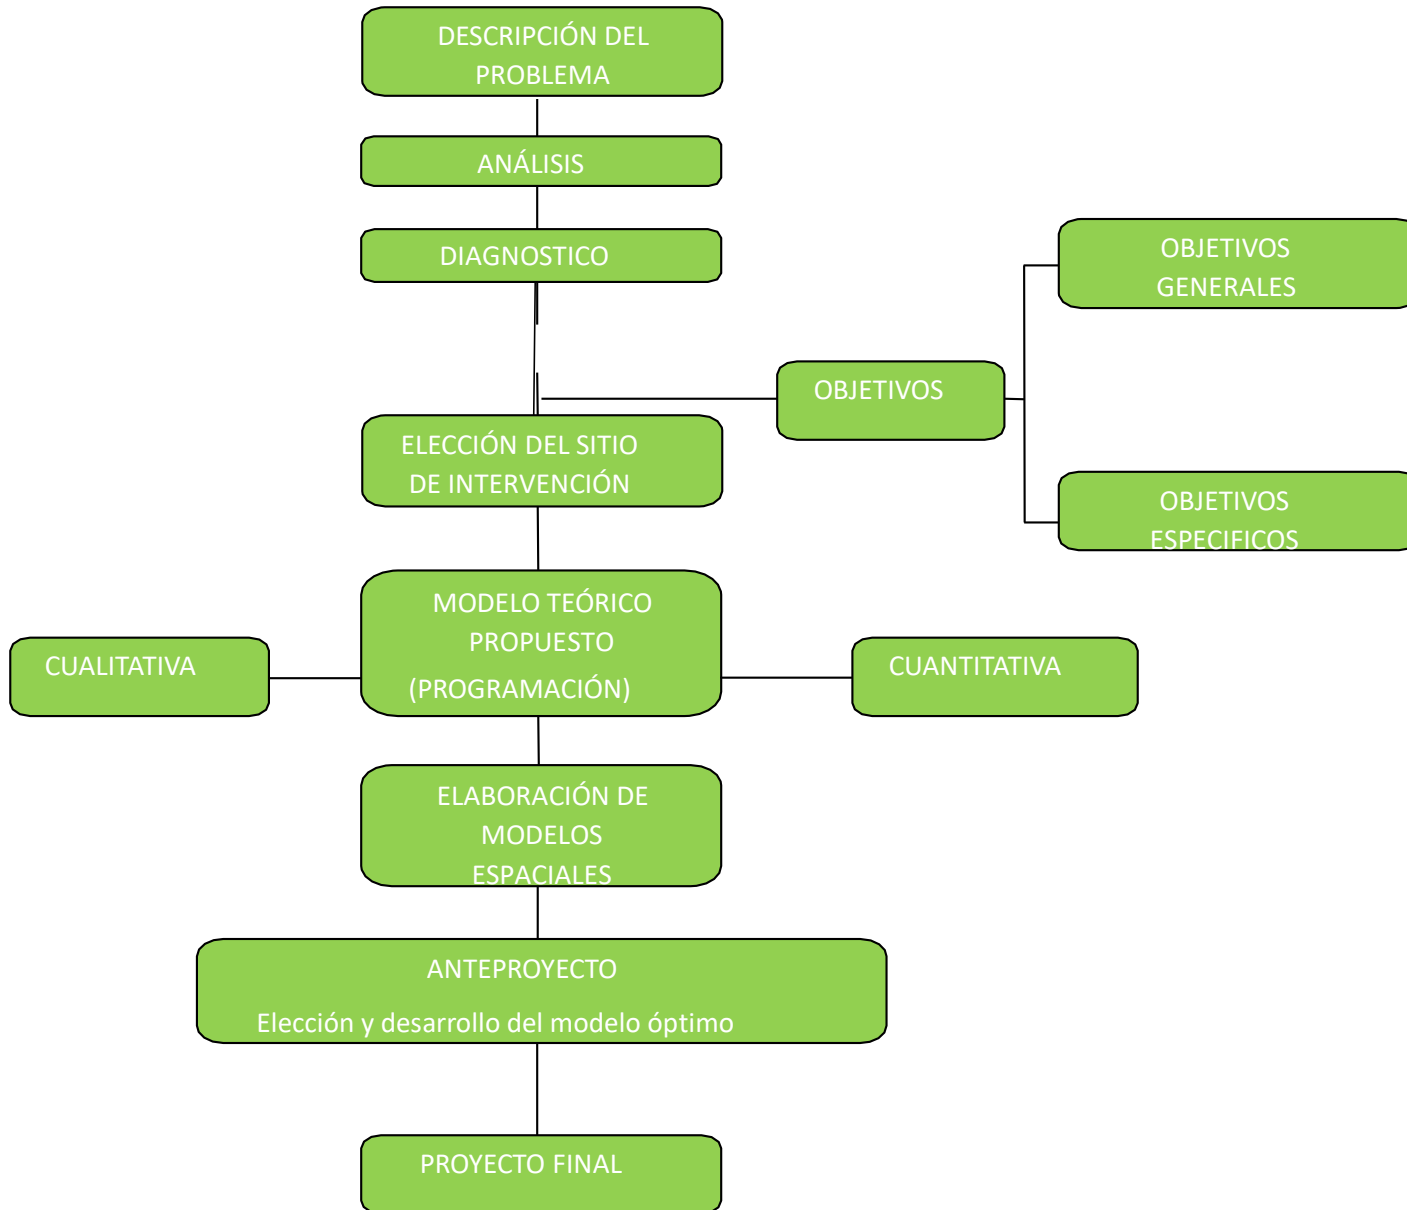 DESCRIPCIÓN DEL
PROBLEMA
ANÁLISIS
DIAGNOSTICO
OBJETIVOS
GENERALES
OBJETIVOS
ELECCIÓN DEL SITIO
DE INTERVENCIÓN
OBJETIVOS
ESPECIFICOS
MODELO TEÓRICO
PROPUESTO
(PROGRAMACIÓN)
CUALITATIVA
CUANTITATIVA
ELABORACIÓN DE
MODELOS
ESPACIALES
ANTEPROYECTO
Elección y desarrollo del modelo óptimo
PROYECTO FINAL